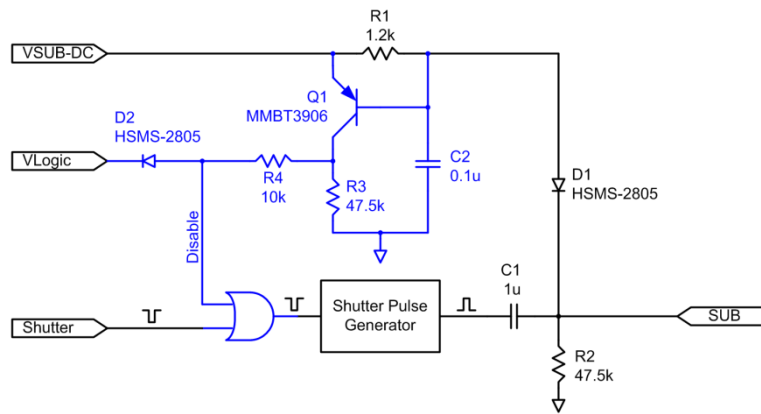 R1
1.2k
VSUB-DC
Q1
MMBT3906
D2
HSMS-2805
VLogic
C2
0.1u
R4
10k
R3
47.5k
D1
HSMS-2805
Disable
C1
1u
Shutter Pulse
Generator
Shutter
SUB
R2
47.5k